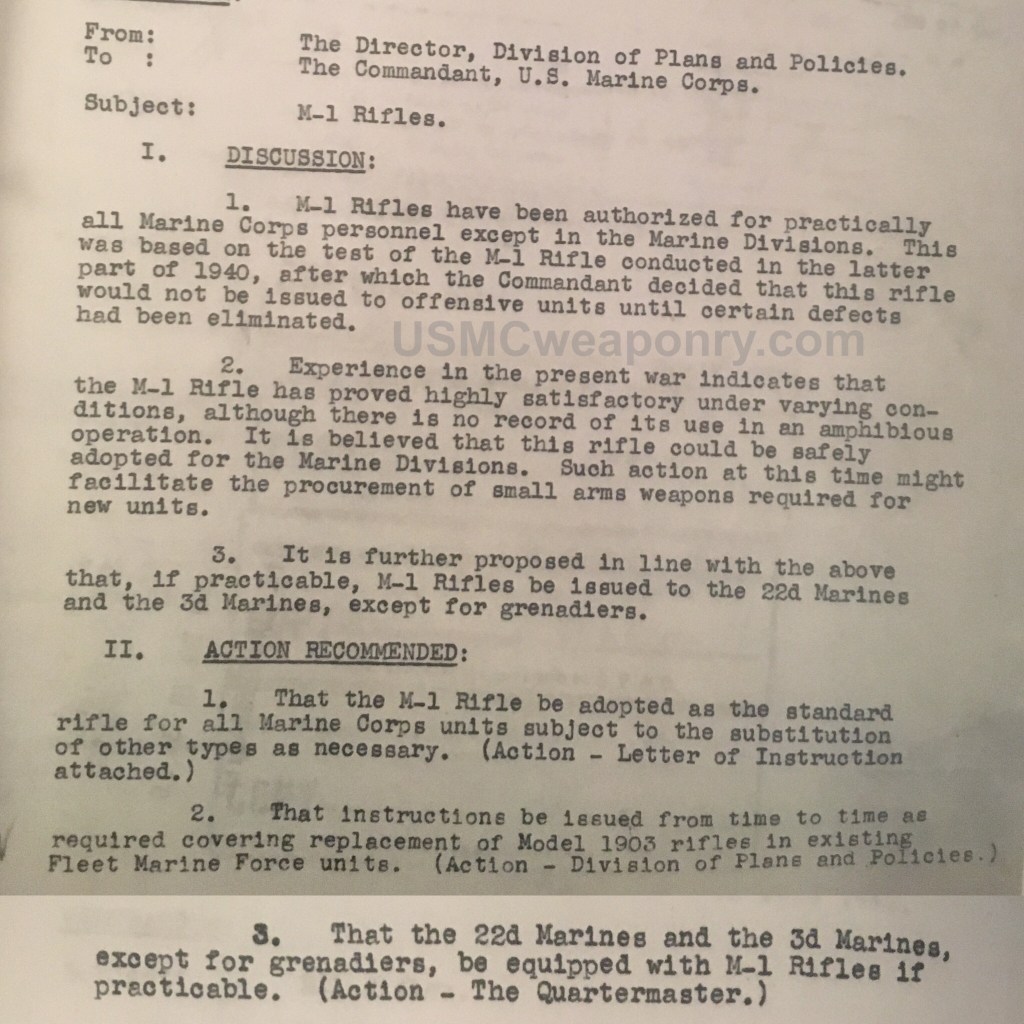 From: The Director, Division of Plans and Policies.
To : The Commandant, U.S. Marine Corps.
Subject: M-1 Rifles.
I. DISCUSSION:
1. M-1 Rifles have been authorized for practically
all Marine Corps personnel except in the Marine Divisions. This
was based on the test of the M-1 Rifle conducted in the latter
part of 1940, after which the Commandant decided that this rifle
would not be issued to offensive units until certain defects
had been eliminated.
USMCweaponry.com
2. Experience in the present war indicates that
the M-1 Rifle has proved highly satisfactory under varying con-
ditions, although there is no record of its use in an amphibious
operation. It is believed that this rifle could be safely
adopted for the Marine Divisions. Such action at this time might
facilitate the procurement of small arms weapons required for
new units.
3. It is further proposed in line with the above
that, if practicable, M-1 Rifles be issued to the 22d Marines
and the 3d Marines, except for grenadiers.
II. ACTION RECOMMENDED:
1. That the M-1 Rifle be adopted as the standard
rifle for all Marine Corps units subject to the substitution
of other types as necessary. (Action - Letter of Instruction
attached.)
2. That instructions be issued from time to time as
required covering replacement of Model 1903 rifles in existing
Fleet Marine Force units. (Action - Division of Plans and Policies.)
3. That the 22d Marines and the 3d Marines,
except for grenadiers, be equipped with M-1 Rifles if
practicable. (Action - The Quartermaster.)